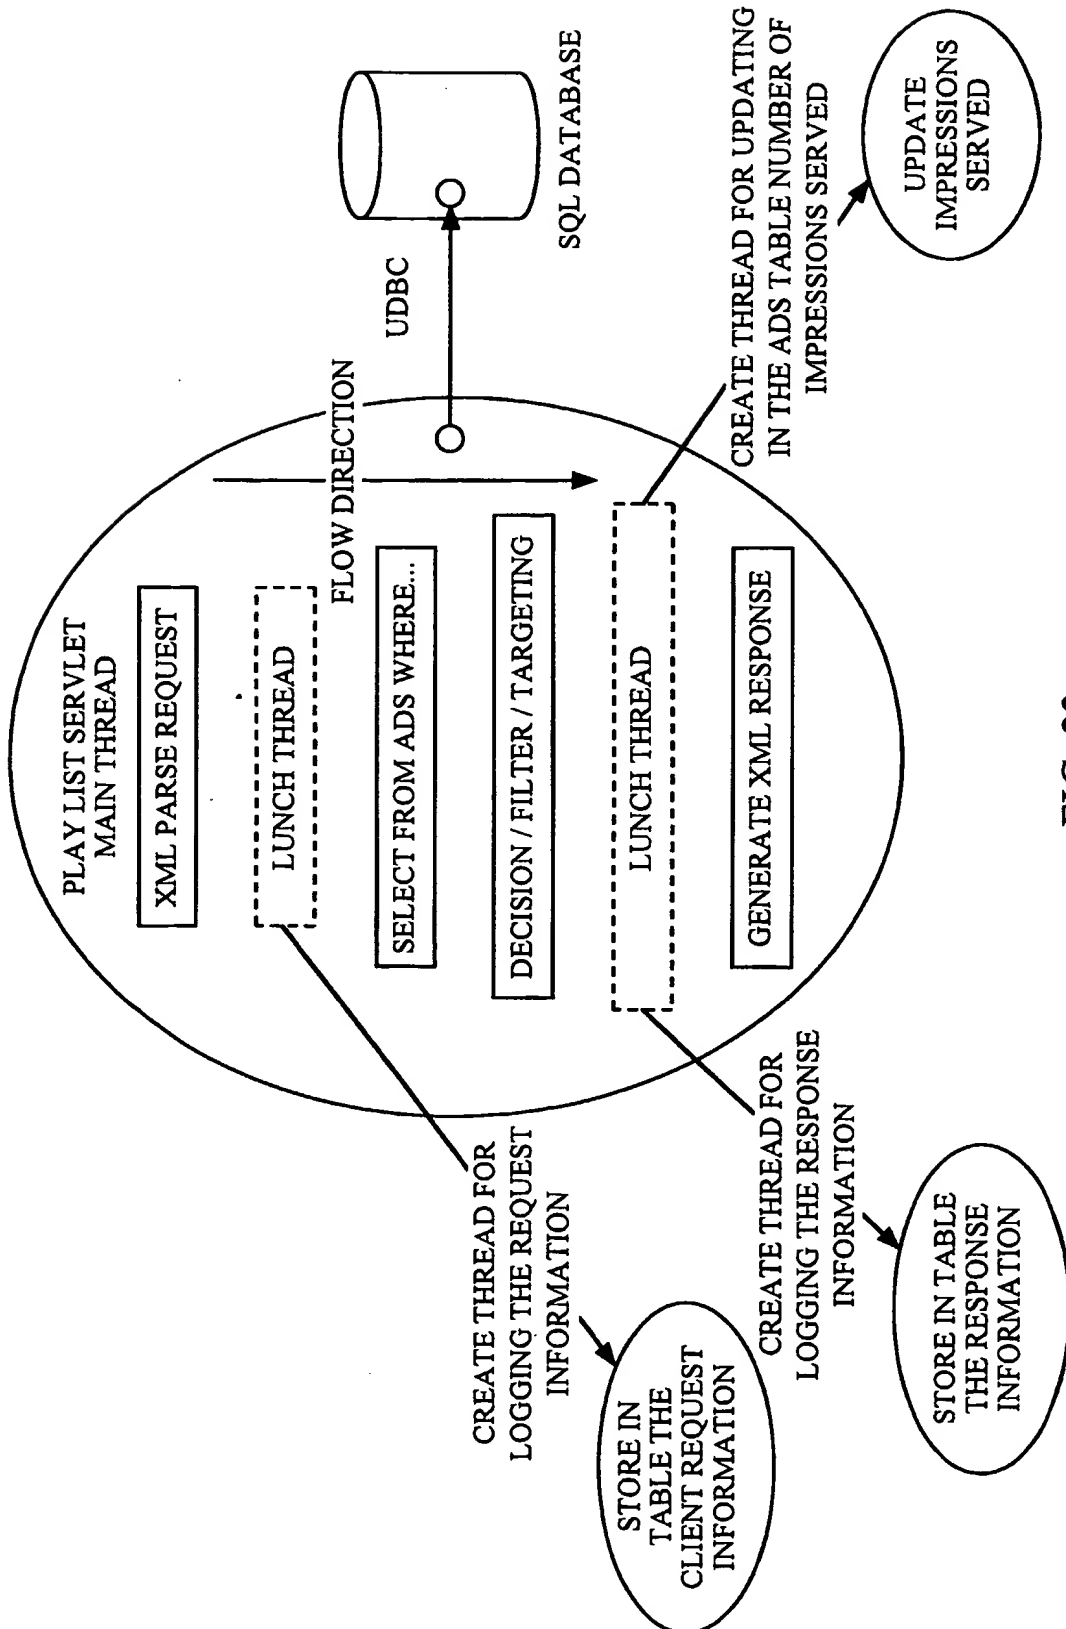 PLAY LIST SERVLET
MAIN THREAD
XML PARSE REQUEST
LUNCH THREAD
FLOW DIRECTION
SELECT FROM ADS WHERE...
DECISION / FILTER / TARGETING
LUNCH THREAD
GENERATE XML RESPONSE
UDBC
SQL DATABASE
CREATE THREAD FOR UPDATING
IN THE ADS TABLE NUMBER OF
IMPRESSIONS SERVED
UPDATE
IMPRESSIONS
SERVED
CREATE THREAD FOR
LOGGING THE REQUEST
INFORMATION
STORE IN
TABLE THE
CLIENT REQUEST
INFORMATION
CREATE THREAD FOR
LOGGING THE RESPONSE
INFORMATION
STORE IN TABLE
THE RESPONSE
INFORMATION